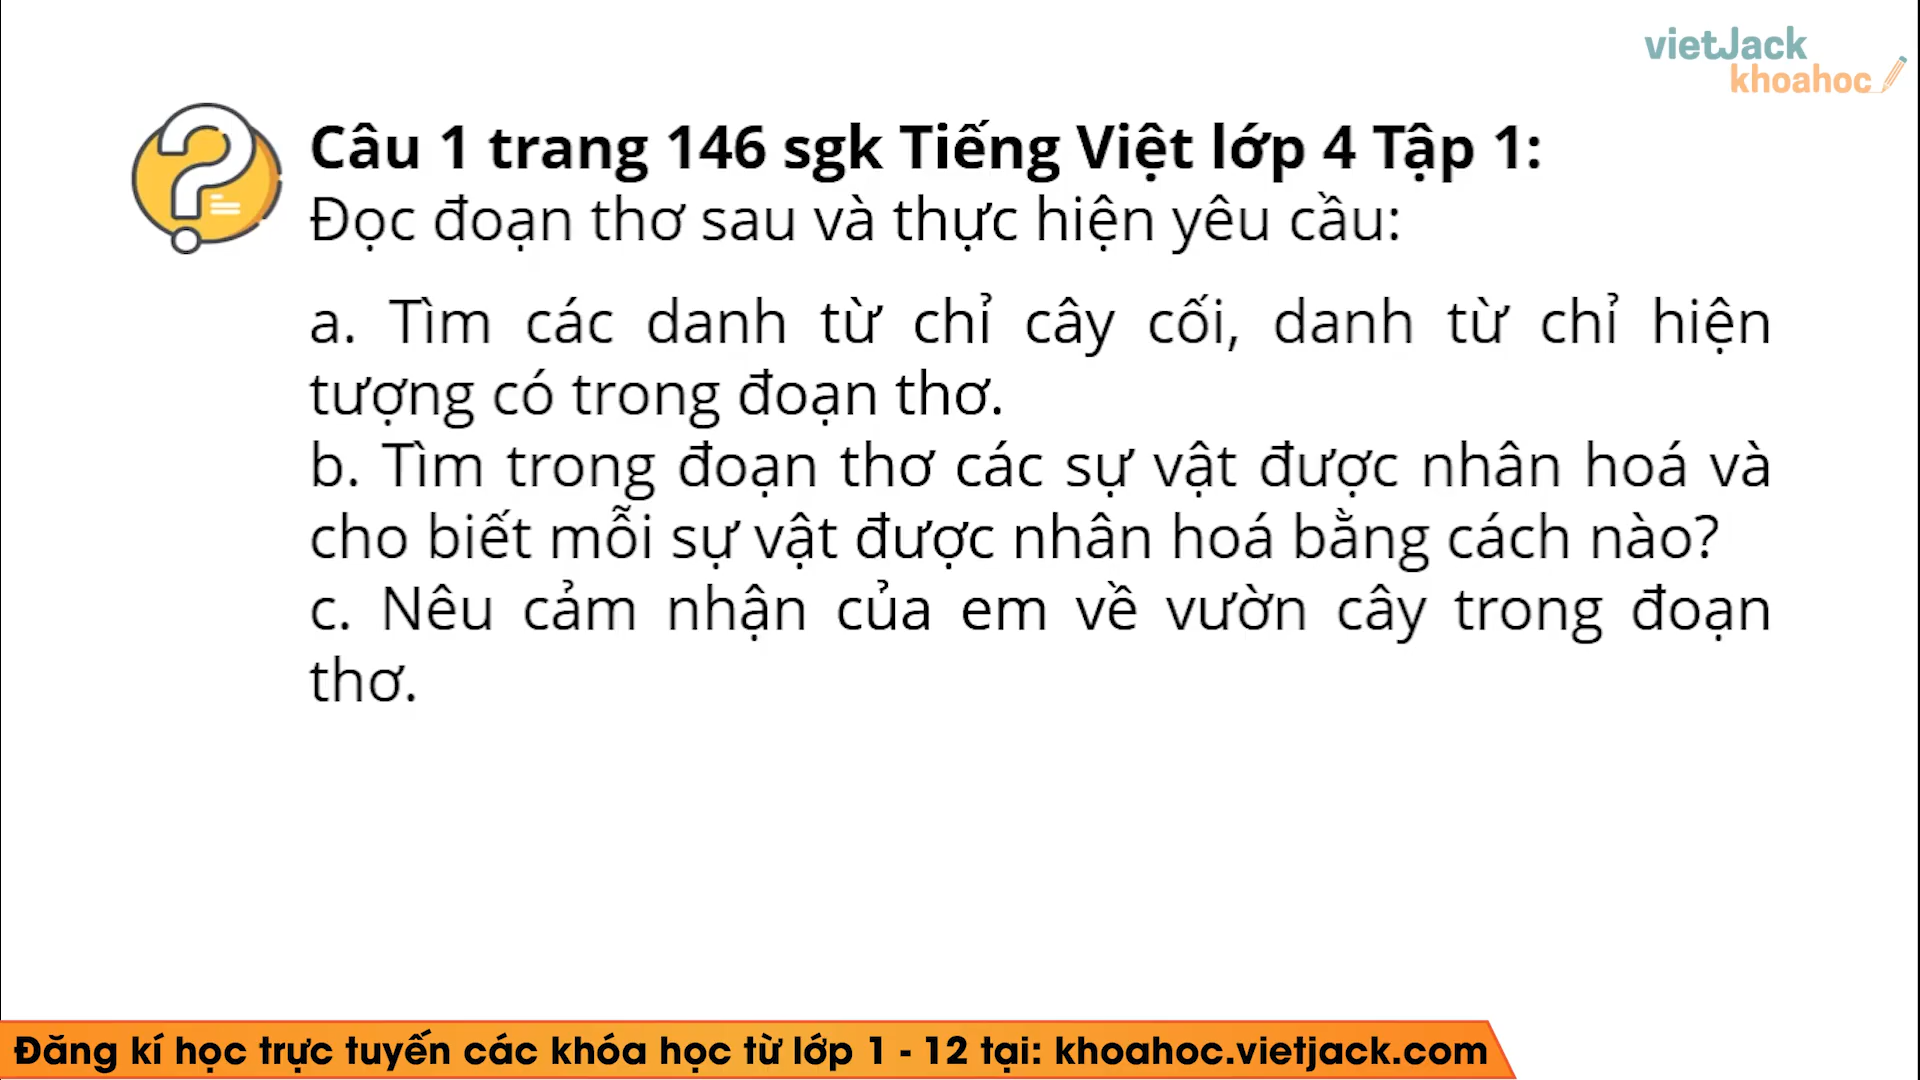 vietJack
khoahoc
Câu 1 trang 146 sgk Tiếng Việt lớp 4 Tập 1:
Đọc đoạn thơ sau và thực hiện yêu cầu:
a. Tìm các danh từ chỉ cây cối, danh từ chỉ hiện
tượng có trong đoạn thơ.
b. Tìm trong đoạn thơ các sự vật được nhân hoá và
cho biết mỗi sự vật được nhân hoá bằng cách nào?
c. Nêu cảm nhận của em về vườn cây trong đoạn
thơ.
Đăng kí học trực tuyến các khóa học từ lớp 1 - 12 tại: khoahoc.vietjack.com